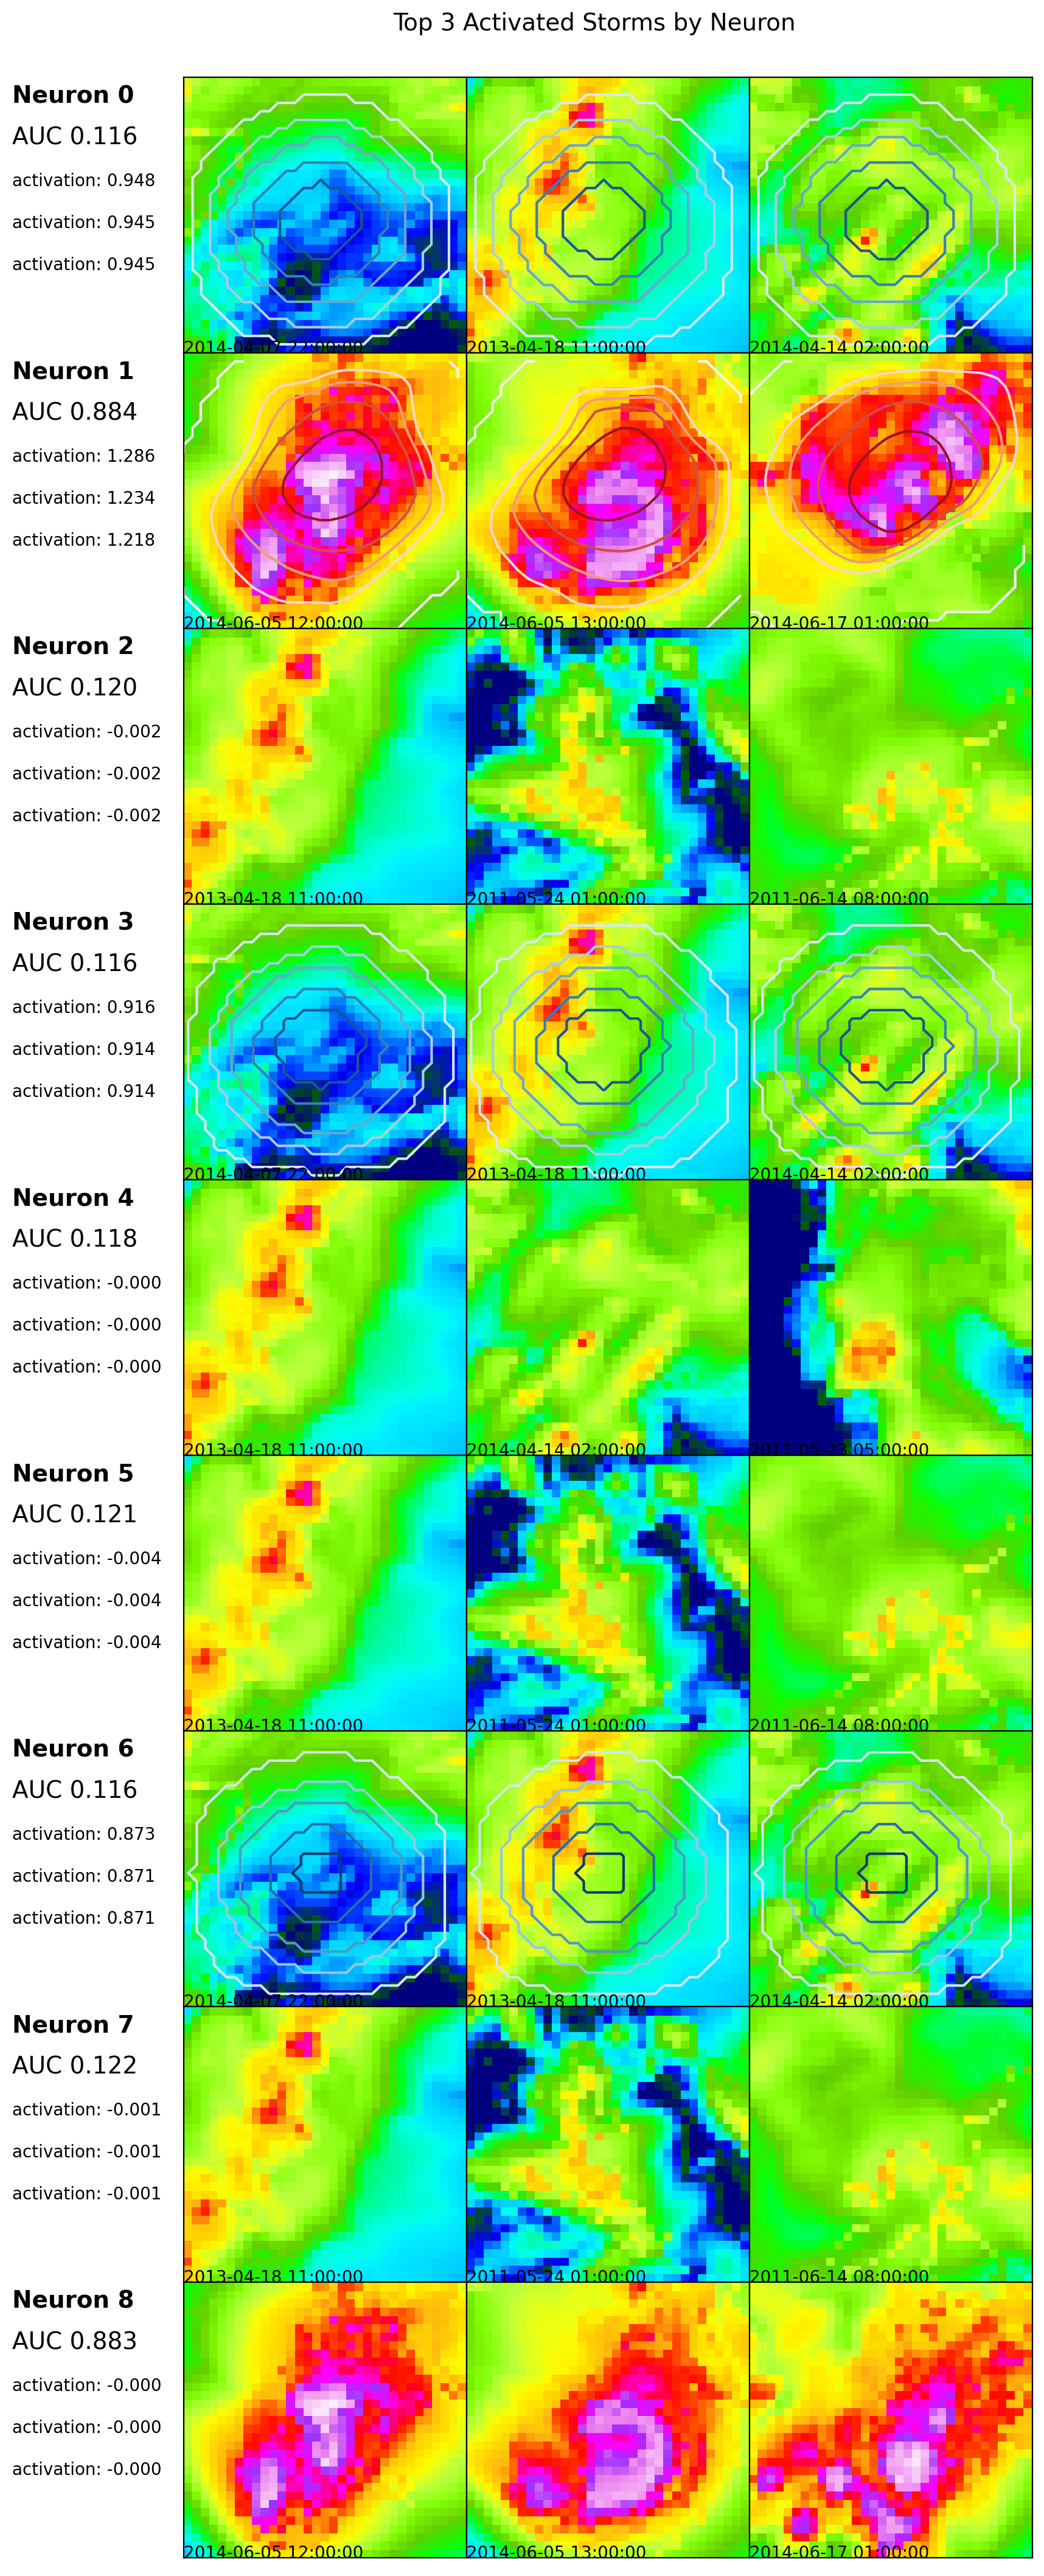 Top 3 Activated Storms by Neuron
Neuron 0
AUC 0.116
activation: 0.948
activation: 0.945
activation: 0.945
2014-04-07 22:00:00
2013-04-18 11:00:00
2014-04-14 02:00:00
Neuron 1
AUC 0.884
activation: 1.286
activation: 1.234
activation: 1.218
2014-06-05 12:00:00
2014-06-05 13:00:00
2014-06-17 01:00:00
Neuron 2
AUC 0.120
activation: -0.002
activation: -0.002
activation: -0.002
2013-04-18 11:00:00
2011-05-24 01:00:00
2011-06-14 08:00:00
Neuron 3
AUC 0.116
activation: 0.916
activation: 0.914
activation: 0.914
2014-04-07 22:00:00
2013-04-18 11:00:00
2014-04-14 02:00:00
Neuron 4
AUC 0.118
activation: -0.000
activation: -0.000
activation: -0.000
2013-04-18 11:00:00
2014-04-14 02:00:00
2011-05-23 05:00:00
Neuron 5
AUC 0.121
activation: -0.004
activation: -0.004
activation: -0.004
2013-04-18 11:00:00
2011-05-24 01:00:00
2011-06-14 08:00:00
Neuron 6
AUC 0.116
activation: 0.873
activation: 0.871
activation: 0.871
2014-04-07 22:00:00
2013-04-18 11:00:00
2014-04-14 02:00:00
Neuron 7
AUC 0.122
activation: -0.001
activation: -0.001
activation: -0.001
2013-04-18 11:00:00
2011-05-24 01:00:00
2011-06-14 08:00:00
Neuron 8
AUC 0.883
activation: -0.000
activation: -0.000
activation: -0.000
2014-06-05 12:00:00
2014-06-05 13:00:00
2014-06-17 01:00:00